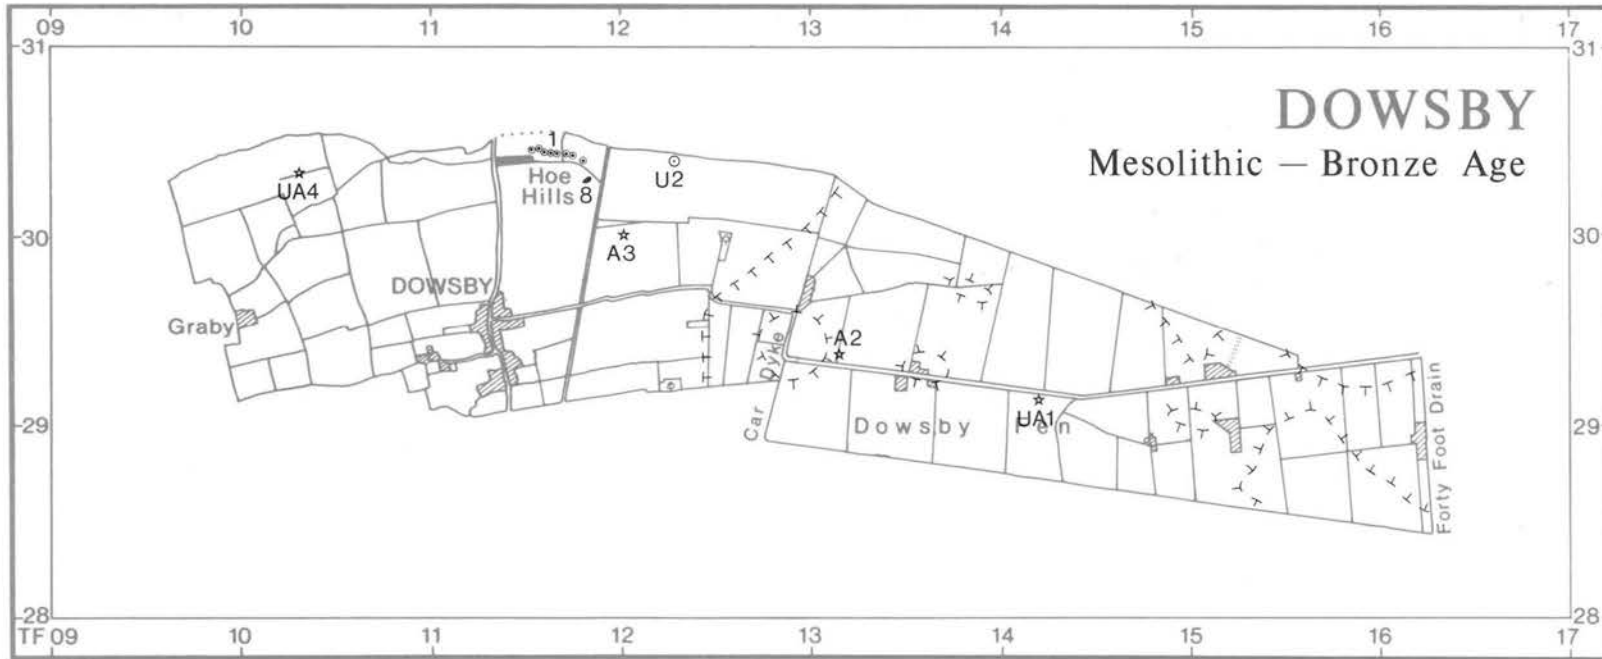 09 10 11 12 13 14 15 16 17
31 31
DOWSBY
Mesolithic — Bronze Age
1
Hoe
Hills 8
U2
UA4
30 30
A3
DOWSBY
Graby
A2
Car Dyke
UA1
Dowsby Fen
29 29
Forty Foot Drain
28 28
TF 09 10 11 12 13 14 15 16 17